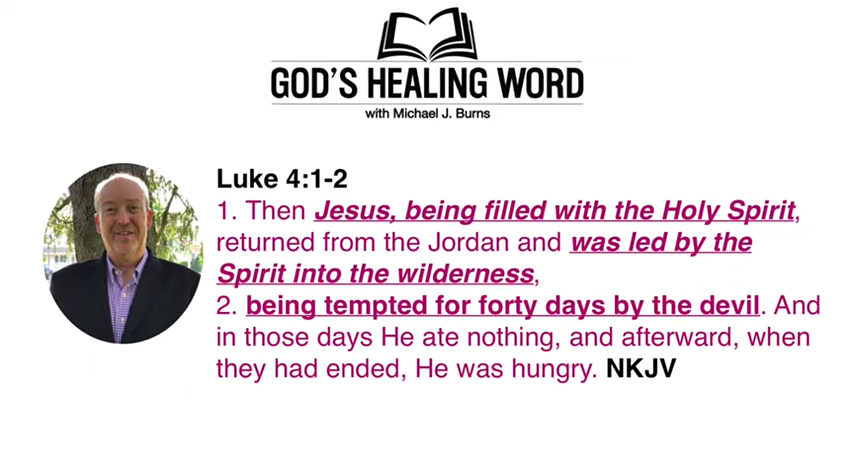 GOD'S HEALING WORD
with Michael J. Burns
Luke 4:1-2
1. Then Jesus, being filled with the Holy Spirit,
returned from the Jordan and was led by the
Spirit into the wilderness,
2. being tempted for forty days by the devil. And
in those days He ate nothing, and afterward, when
they had ended, He was hungry. NKJV